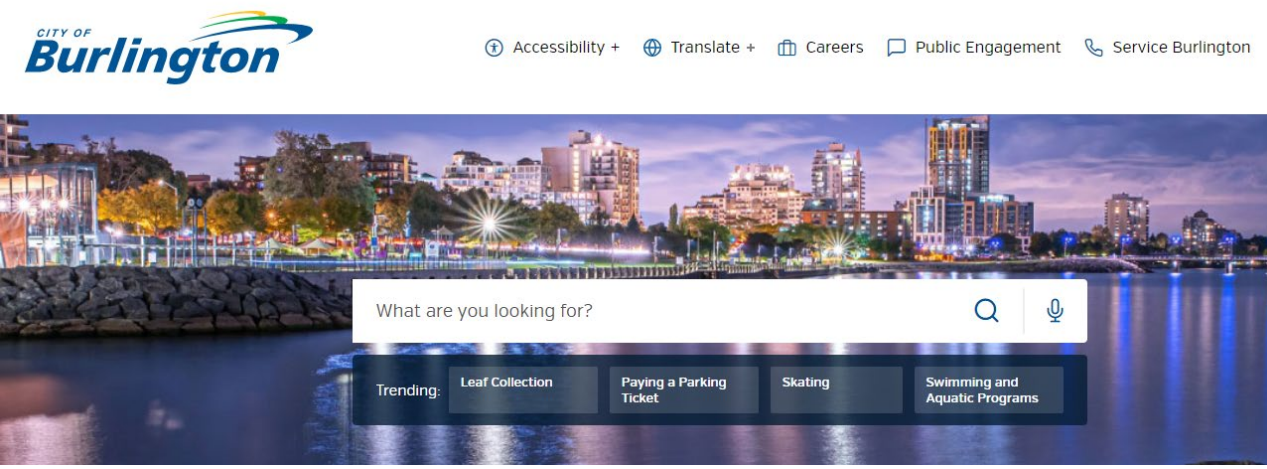 CITY OF
Burlington
Accessibility + Translate + Careers Public Engagement Service Burlington
What are you looking for?
Trending:
Leaf Collection
Paying a Parking
Ticket
Skating
Swimming and
Aquatic Programs